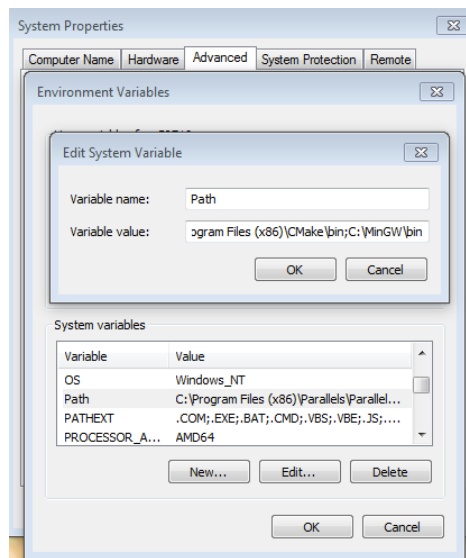 System Properties
Computer Name Hardware Advanced System Protection Remote
Environment Variables
Edit System Variable
Variable name: Path
Variable value: ogram Files (x86)\CMake\bin;C:\MinGW\bin
OK Cancel
System variables
Variable Value
OS Windows_NT
Path C:\Program Files (x86)\Parallels\Parallel...
PATHEXT .COM;.EXE;.BAT;.CMD;.VBS;.VBE;.JS;....
PROCESSOR_A... AMD64
New... Edit... Delete
OK Cancel